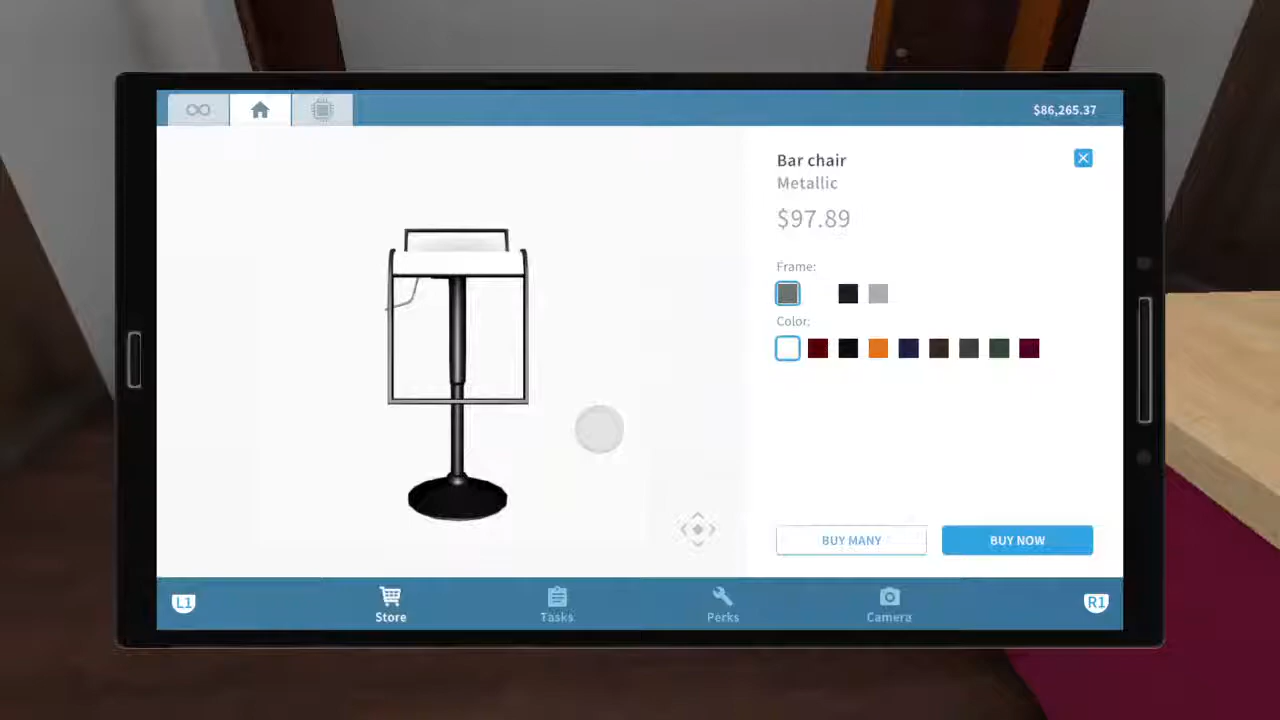 $86,265.37
Bar chair
Metallic
$97.89
Frame:
Color:
BUY MANY
BUY NOW
L1
Store
Tasks
Perks
Camera
R1